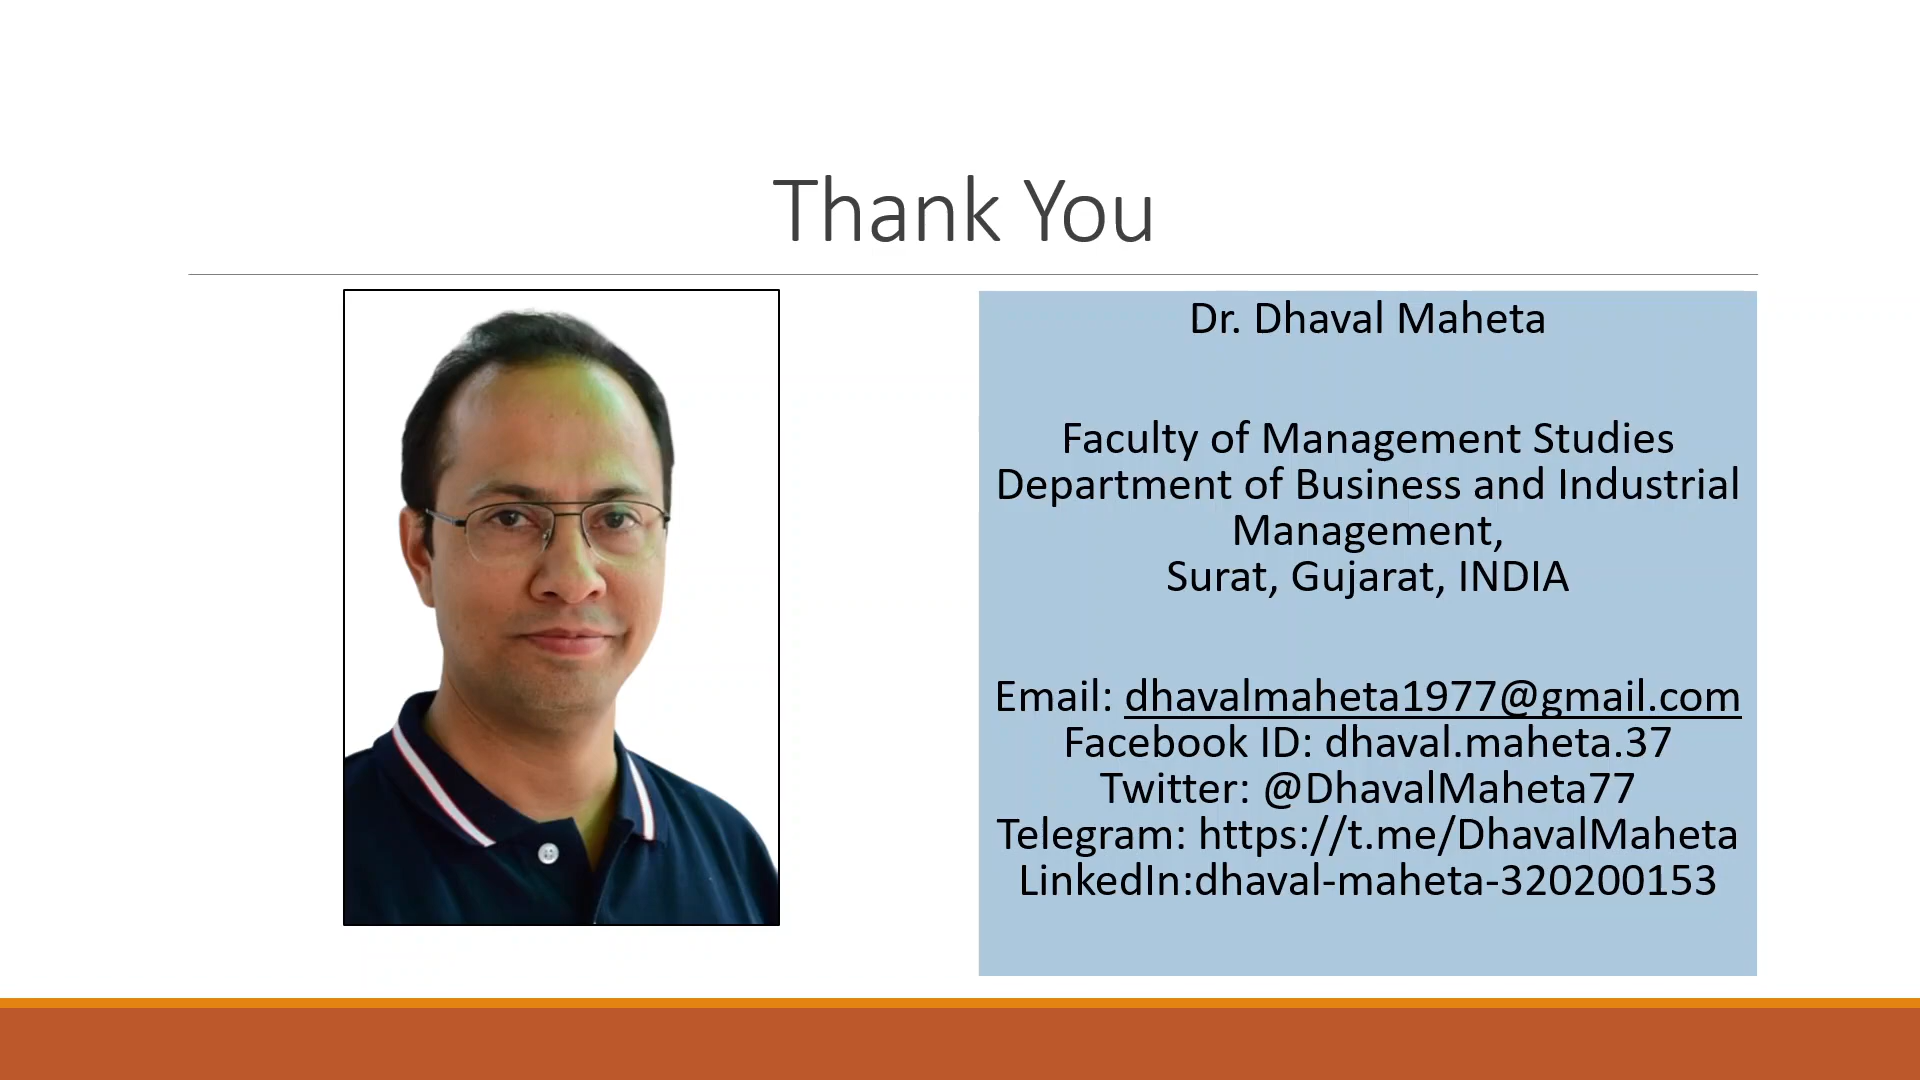 Thank You
Dr. Dhaval Maheta
Faculty of Management Studies
Department of Business and Industrial
Management,
Surat, Gujarat, INDIA
Email: dhavalmaheta1977@gmail.com
Facebook ID: dhaval.maheta.37
Twitter: @DhavalMaheta77
Telegram: https://t.me/DhavalMaheta
LinkedIn:dhaval-maheta-320200153